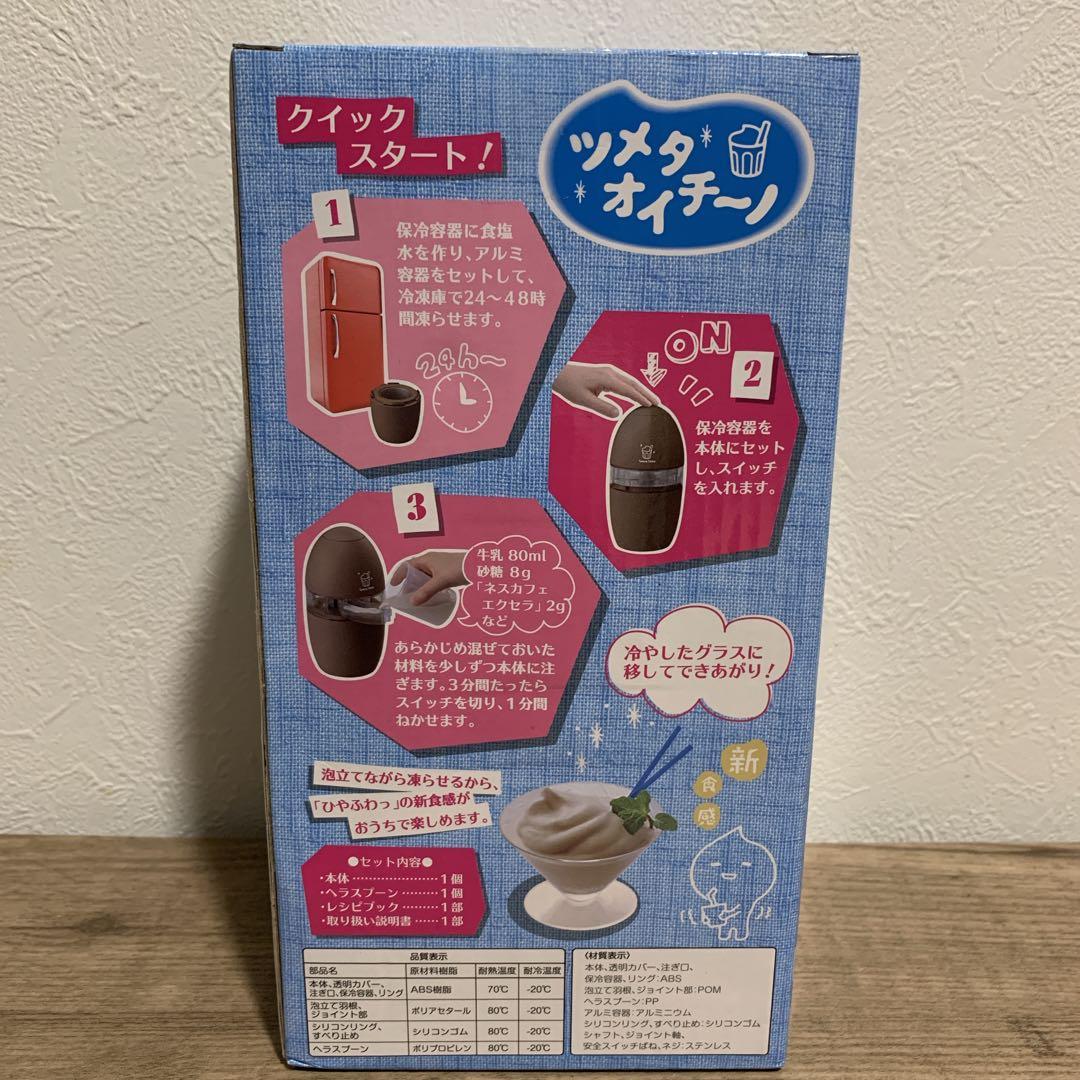 クイック
スタート!
ツメタ
オイチーノ
1
保冷容器に食塩
水を作り、アルミ
容器をセットして、
冷凍庫で24〜48時
間凍らせます。
24h〜
ON
2
保冷容器を
本体にセット
し、スイッチ
を入れます。
3
牛乳 80ml
砂糖 8g
「ネスカフェ
エクセラ」2g
など
あらかじめ混ぜておいた
材料を少しずつ本体に注
ぎます。3分間たったら
スイッチを切り、1分間
ねかせます。
冷やしたグラスに
移してできあがり!
泡立てながら凍らせるから、
「ひやふわっ」の新食感が
おうちで楽しめます。
新
食
感
●セット内容●
・本体……………………1個
・ヘラスプーン………1個
・レシピブック………1部
・取り扱い説明書……1部
品質表示
部品名 原材料樹脂 耐熱温度 耐冷温度
本体、透明カバー、
注ぎ口、保冷容器、リング ABS樹脂 70℃ -20℃
泡立て羽根、
ジョイント部 ポリアセタール 80℃ -20℃
シリコンリング、
すべり止め シリコンゴム 80℃ -20℃
ヘラスプーン ポリプロピレン 80℃ -20℃
〈材質表示〉
本体、透明カバー、注ぎ口、
保冷容器、リング:ABS
泡立て羽根、ジョイント部:POM
ヘラスプーン:PP
アルミ容器:アルミニウム
シリコンリング、すべり止め:シリコンゴム
シャフト、ジョイント軸、
安全スイッチばね、ネジ:ステンレス